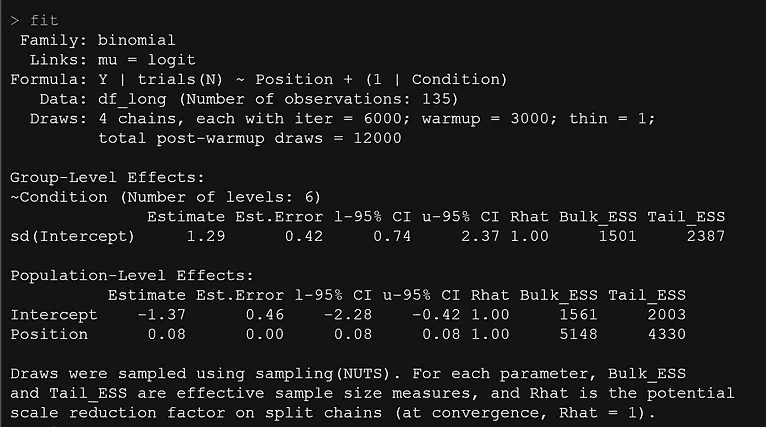 > fit
Family: binomial
Links: mu = logit
Formula: Y | trials(N) ~ Position + (1 | Condition)
Data: df_long (Number of observations: 135)
Draws: 4 chains, each with iter = 6000; warmup = 3000; thin = 1;
total post-warmup draws = 12000
Group-Level Effects:
~Condition (Number of levels: 6)
Estimate Est.Error l-95% CI u-95% CI Rhat Bulk_ESS Tail_ESS
sd(Intercept) 1.29 0.42 0.74 2.37 1.00 1501 2387
Population-Level Effects:
Estimate Est.Error l-95% CI u-95% CI Rhat Bulk_ESS Tail_ESS
Intercept -1.37 0.46 -2.28 -0.42 1.00 1561 2003
Position 0.08 0.00 0.08 0.08 1.00 5148 4330
Draws were sampled using sampling(NUTS). For each parameter, Bulk_ESS
and Tail_ESS are effective sample size measures, and Rhat is the potential
scale reduction factor on split chains (at convergence, Rhat = 1).